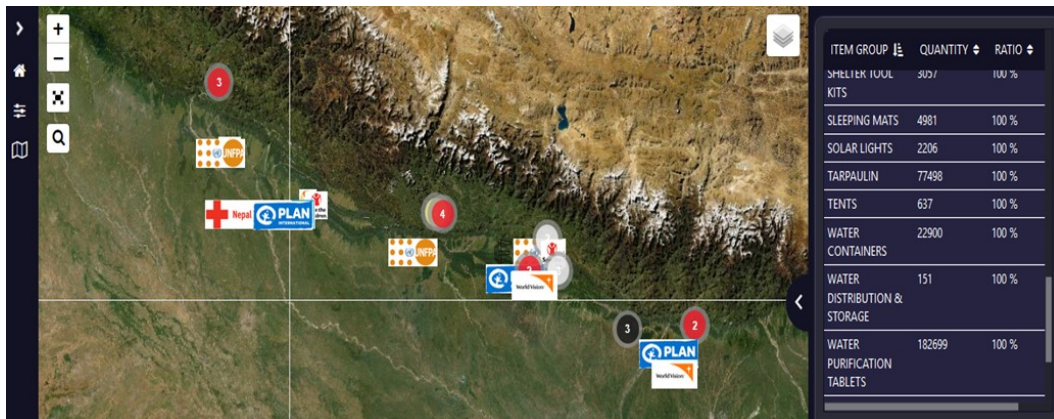 +
−
3
UNFPA
Nepal
PLAN
INTERNATIONAL
4
UNFPA
World Vision
3
2
PLAN
World Vision
ITEM GROUP QUANTITY RATIO
SHELTER TOOL KITS 3057 100 %
SLEEPING MATS 4981 100 %
SOLAR LIGHTS 2206 100 %
TARPAULIN 77498 100 %
TENTS 637 100 %
WATER 22900 100 %
CONTAINERS
WATER 151 100 %
DISTRIBUTION &
STORAGE
WATER 182699 100 %
PURIFICATION
TABLETS